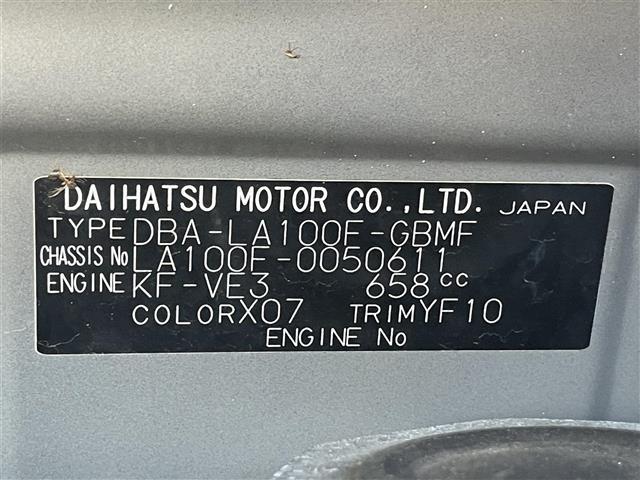 DAIHATSU MOTOR CO.,LTD. JAPAN
TYPE DBA-LA100F-GBMF
CHASSIS No LA100F-0050611
ENGINE KF-VE3 658cc
COLOR X07 TRIM YF10
ENGINE No